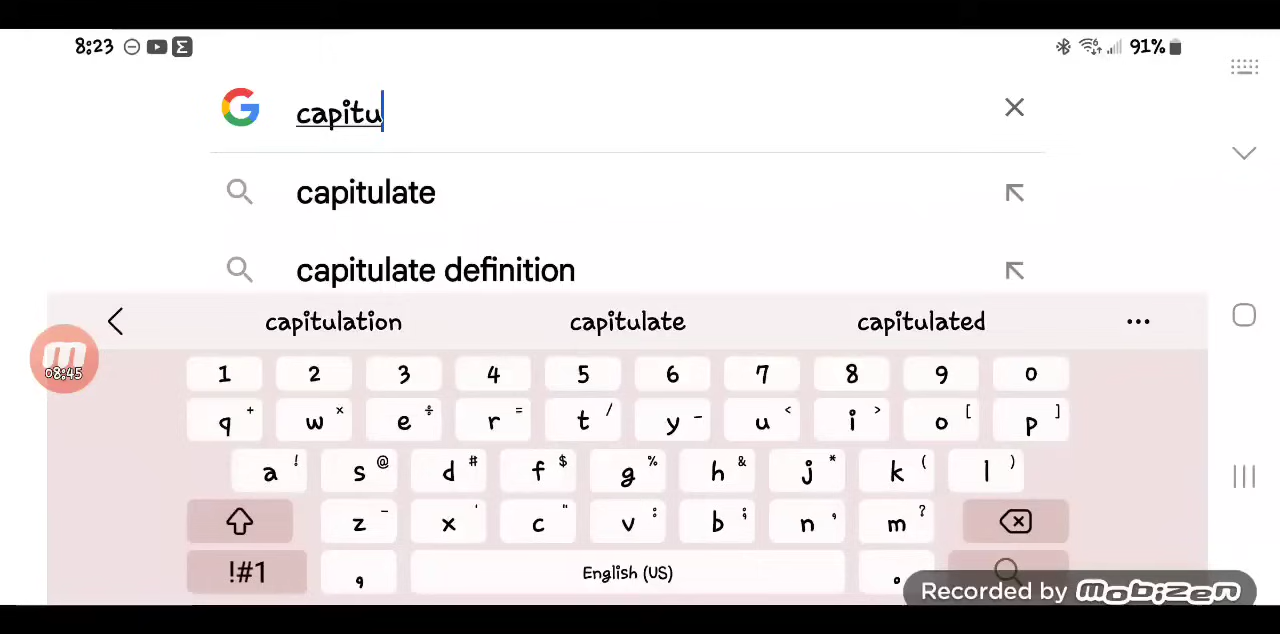 8:23 91%
capitu
capitulate
capitulate definition
capitulation capitulate capitulated ...
08:45
1 2 3 4 5 6 7 8 9 0
q + w × e ÷ r = t / y - u < i > o [ p ]
a ! s @ d # f $ g % h & j * k ( l )
z - x ' c " v : b ; n , m ?
!#1 , English (US) .
Recorded by mobizen